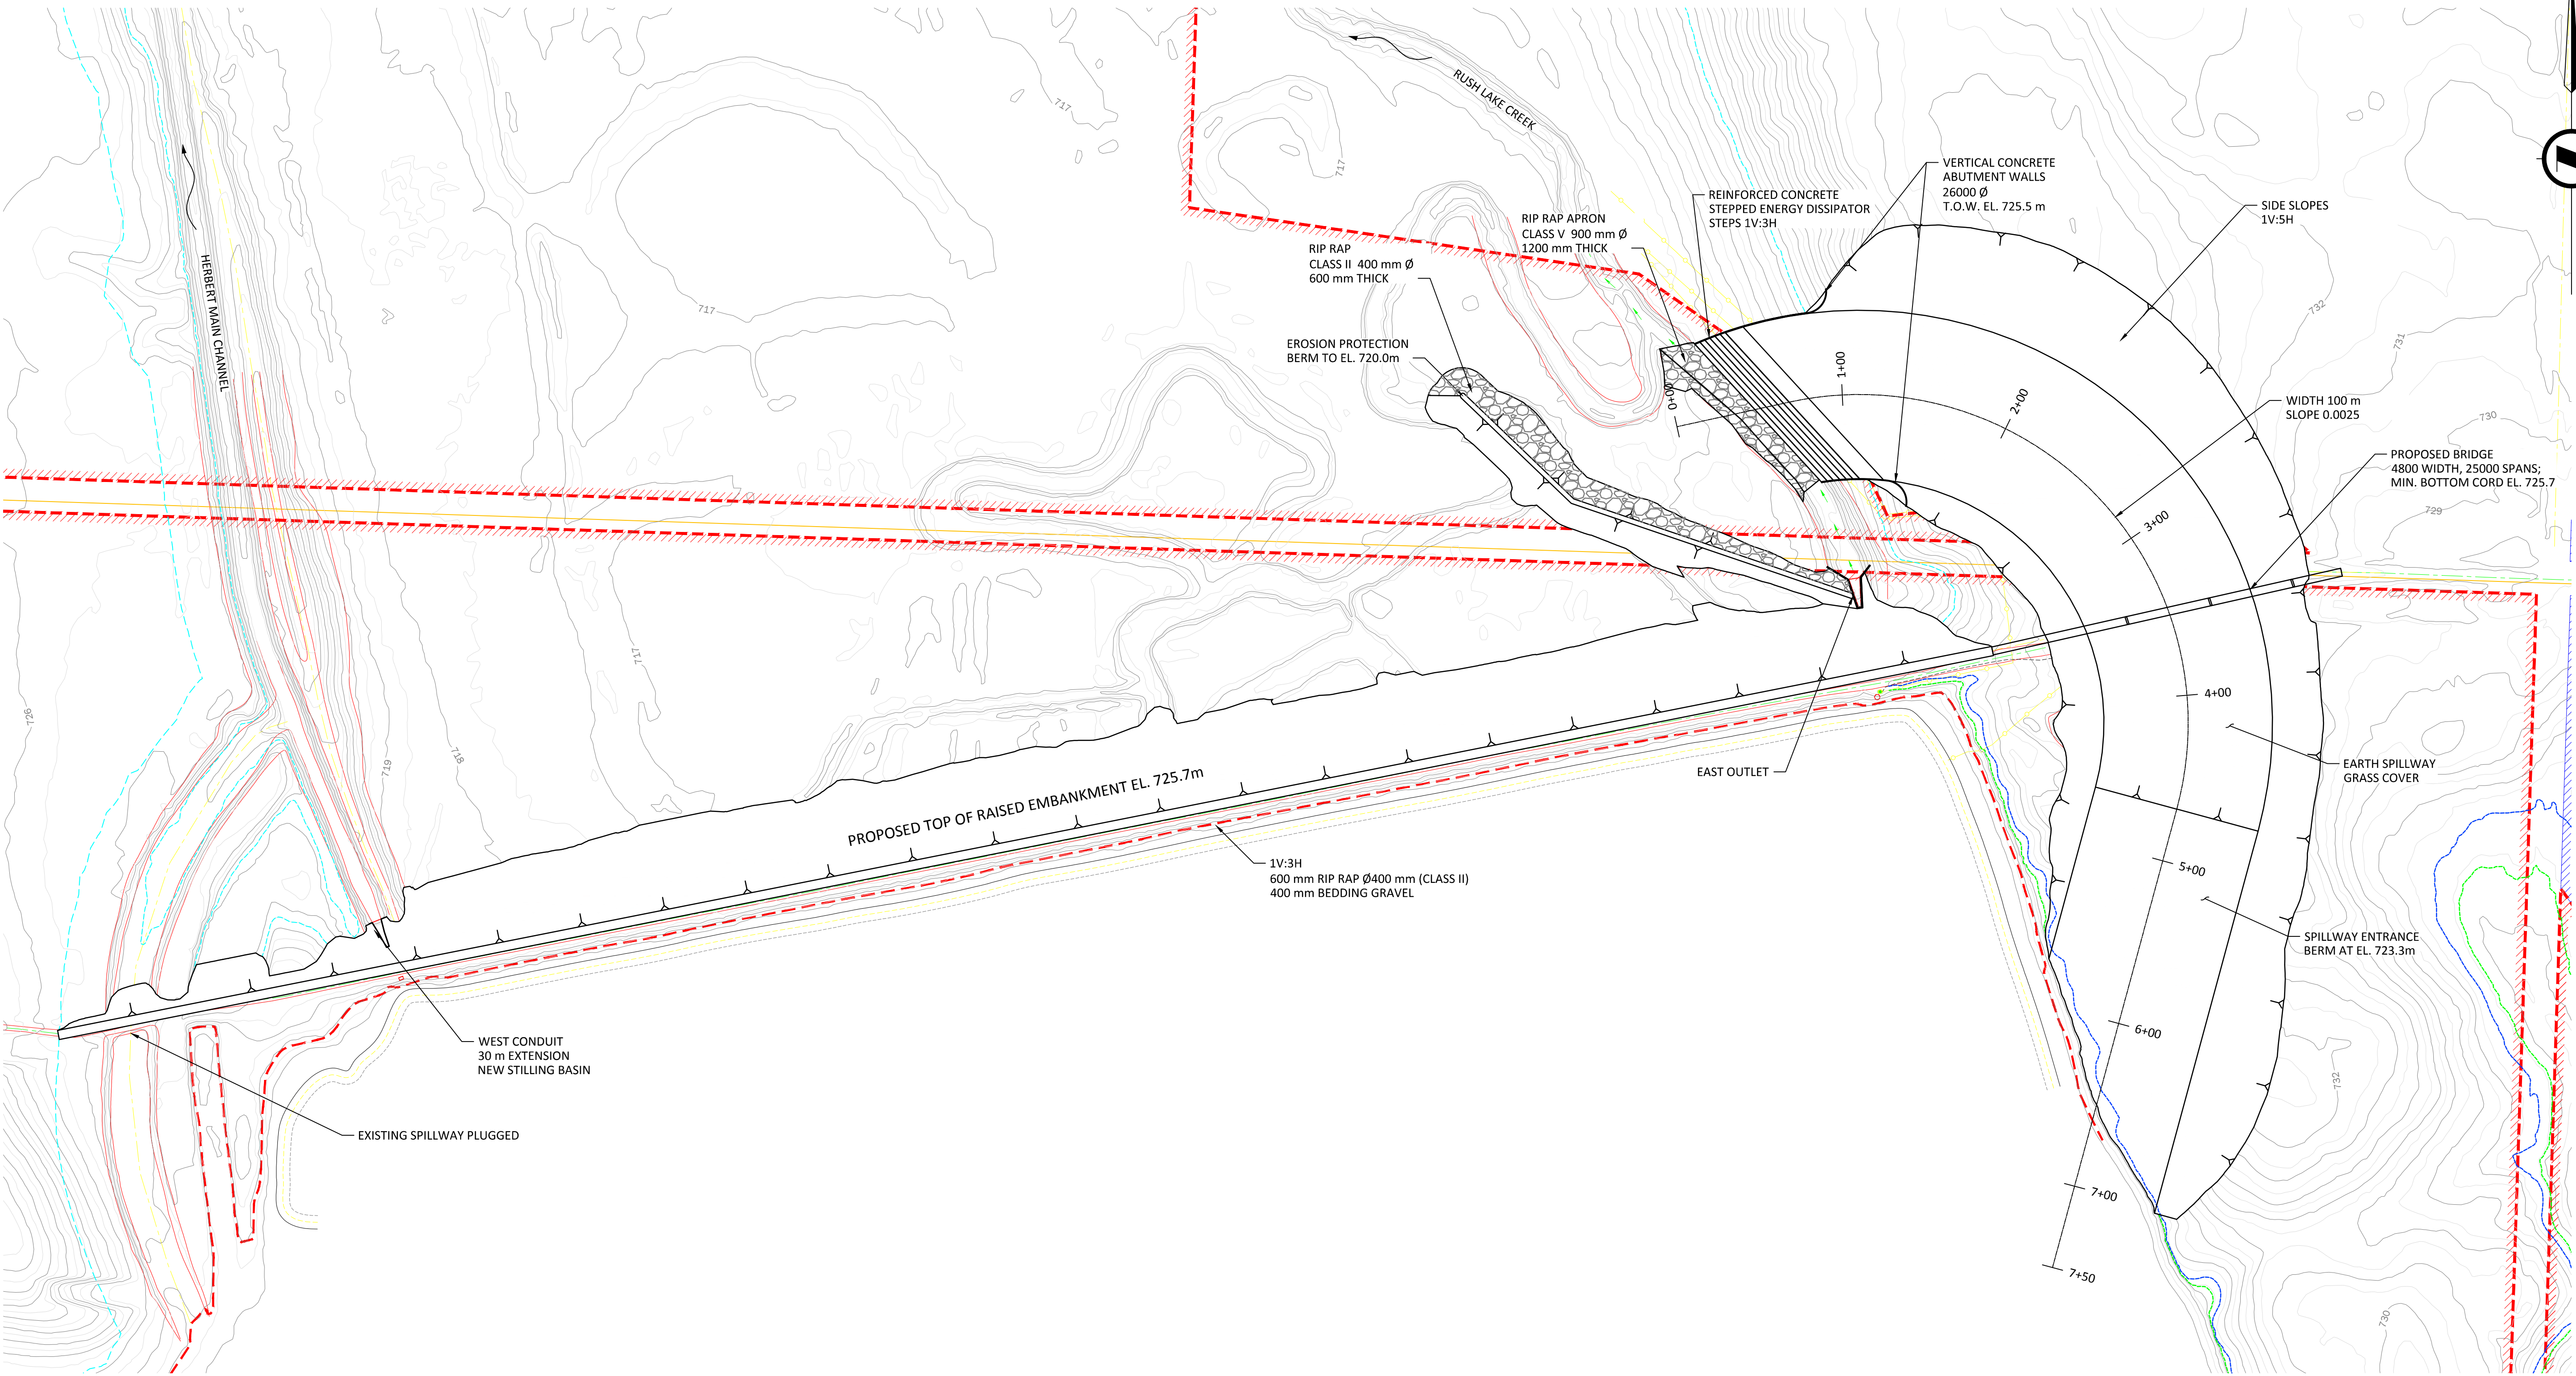 717
RUSH LAKE CREEK
717
VERTICAL CONCRETE
ABUTMENT WALLS
26000 Ø
T.O.W. EL. 725.5 m
REINFORCED CONCRETE
STEPPED ENERGY DISSIPATOR
STEPS 1V:3H
SIDE SLOPES
1V:5H
RIP RAP APRON
CLASS V 900 mm Ø
1200 mm THICK
RIP RAP
CLASS II 400 mm Ø
600 mm THICK
HERBERT MAIN CHANNEL
717
732
EROSION PROTECTION
BERM TO EL. 720.0m
731
0+00
1+00
2+00
WIDTH 100 m
SLOPE 0.0025
730
PROPOSED BRIDGE
4800 WIDTH, 25000 SPANS;
MIN. BOTTOM CORD EL. 725.7
729
3+00
717
4+00
726
718
719
EAST OUTLET
EARTH SPILLWAY
GRASS COVER
PROPOSED TOP OF RAISED EMBANKMENT EL. 725.7m
1V:3H
600 mm RIP RAP Ø400 mm (CLASS II)
400 mm BEDDING GRAVEL
5+00
SPILLWAY ENTRANCE
BERM AT EL. 723.3m
6+00
WEST CONDUIT
30 m EXTENSION
NEW STILLING BASIN
732
EXISTING SPILLWAY PLUGGED
7+00
7+50
730